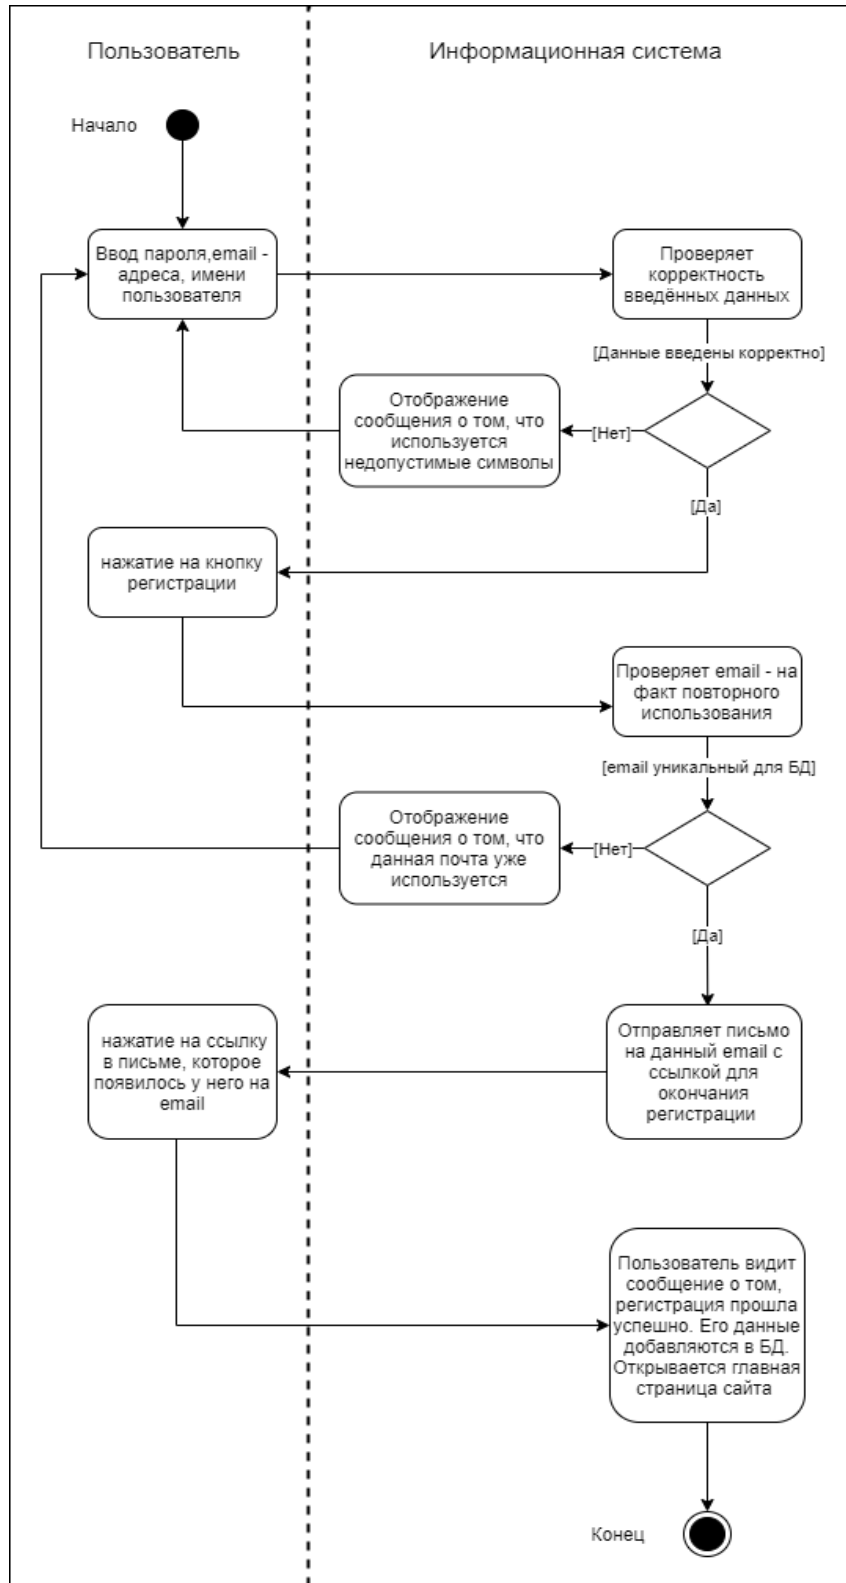 Пользователь
Информационная система
Начало
Ввод пароля,email -
адреса, имени
пользователя
Проверяет
корректность
введённых данных
[Данные введены корректно]
Отображение
сообщения о том, что
используется
недопустимые символы
[Нет]
[Да]
нажатие на кнопку
регистрации
Проверяет email - на
факт повторного
использования
[email уникальный для БД]
Отображение
сообщения о том, что
данная почта уже
используется
[Нет]
[Да]
нажатие на ссылку
в письме, которое
появилось у него на
email
Отправляет письмо
на данный email с
ссылкой для
окончания
регистрации
Пользователь видит
сообщение о том,
регистрация прошла
успешно. Его данные
добавляются в БД.
Открывается главная
страница сайта
Конец